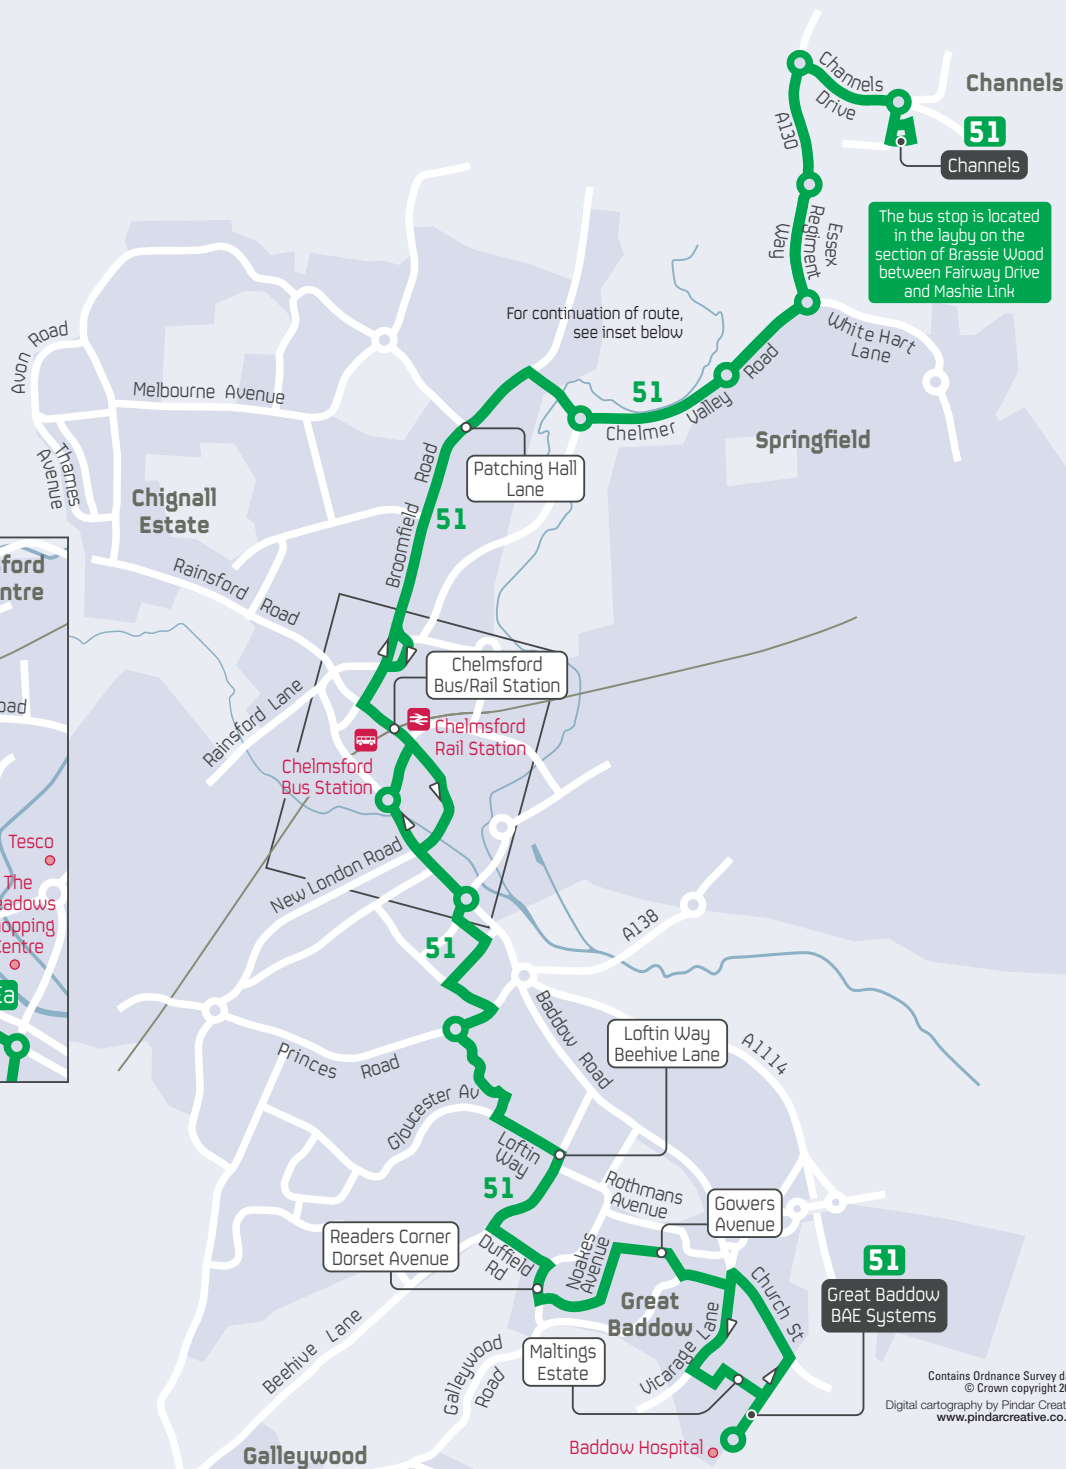 Channels
Drive
Channels
51
Channels
A130
The bus stop is located
in the layby on the
section of Brassie Wood
between Fairway Drive
and Mashie Link
Essex
Regiment
Way
For continuation of route,
see inset below
White Hart
Lane
Avon Road
Melbourne Avenue
51
Chelmer Valley Road
Springfield
Thames
Avenue
Chignall
Estate
Patching Hall
Lane
Broomfield Road
51
Rainsford Road
Rainsford Lane
Chelmsford
Bus/Rail Station
Chelmsford
Rail Station
Chelmsford
Bus Station
Tesco
The
New London Road
51
A138
Baddow Road
Princes Road
Loftin Way
Beehive Lane
A1114
Gloucester Av
Loftin
Way
51
Rothmans
Avenue
Gowers
Avenue
Readers Corner
Dorset Avenue
Duffield
Rd
Noakes
Avenue
Great
Baddow
Church St
51
Great Baddow
BAE Systems
Beehive Lane
Galleywood
Road
Maltings
Estate
Vicarage Lane
Baddow Hospital
Galleywood
Contains Ordnance Survey
© Crown copyright
Digital cartography by Pindar
www.pindarcreative.co.